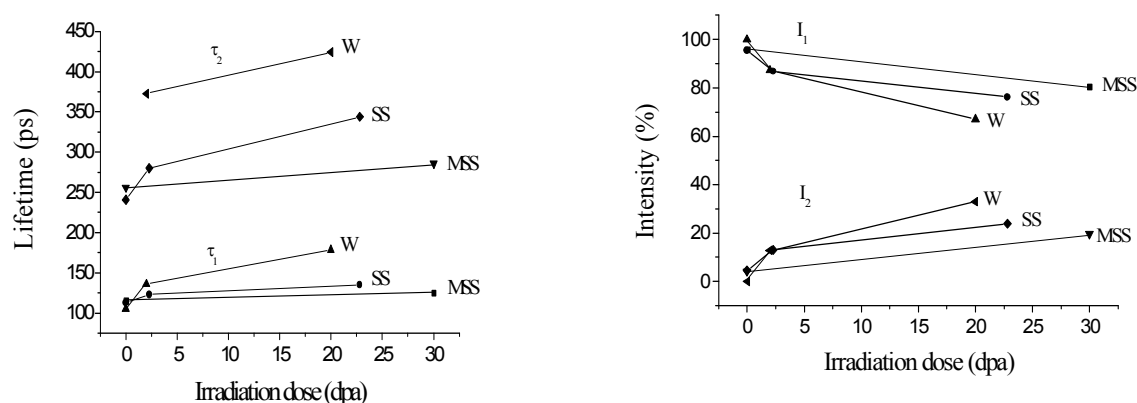 450
400
350
300
250
200
150
100
Lifetime (ps)
τ2
W
SS
MSS
τ1
W
SS
MSS
0 5 10 15 20 25 30
Irradiation dose (dpa)
100
80
60
40
20
0
Intensity (%)
I1
MSS
SS
W
I2
W
SS
MSS
0 5 10 15 20 25 30
Irradiation dose (dpa)